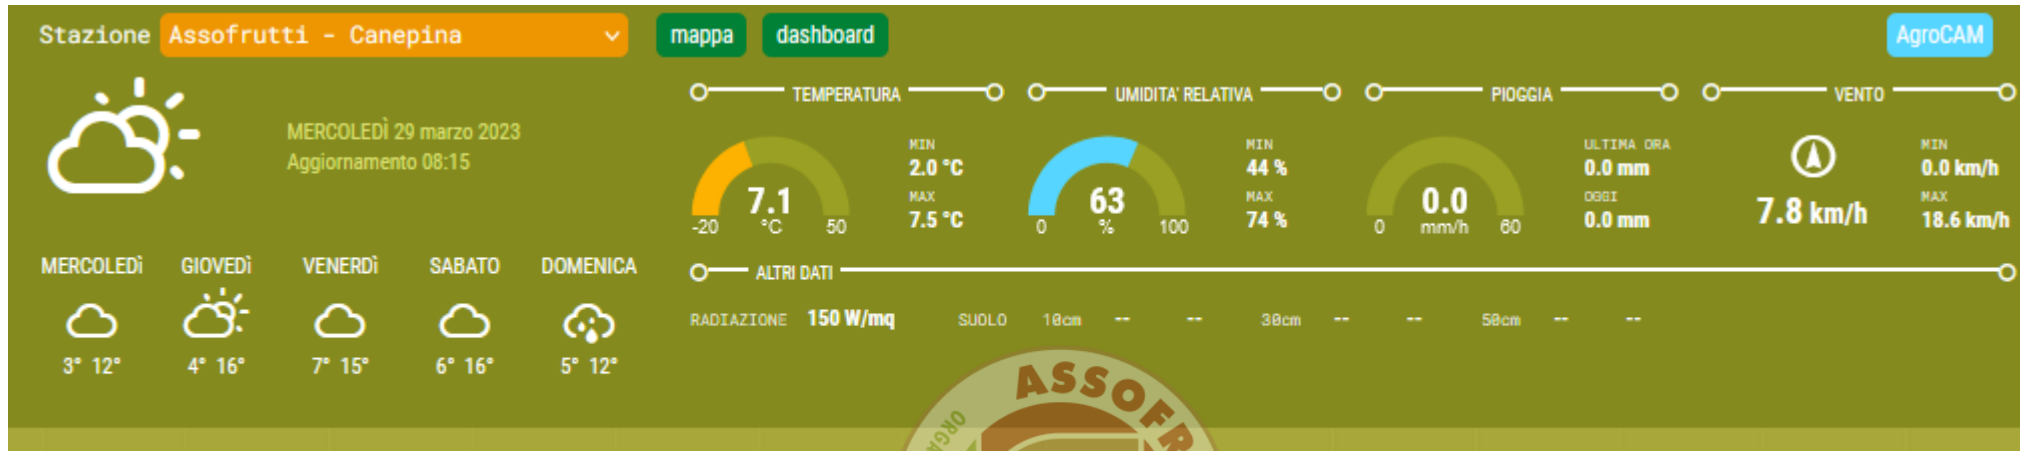 Stazione Assofrutti - Canepina mappa dashboard AgroCAM
MERCOLEDÌ 29 marzo 2023
Aggiornamento 08:15
TEMPERATURA
7.1
°C
-20 50
MIN
2.0 °C
MAX
7.5 °C
UMIDITA' RELATIVA
63
%
0 100
MIN
44 %
MAX
74 %
PIOGGIA
0.0
mm/h
0 60
ULTIMA ORA
0.0 mm
OGGI
0.0 mm
VENTO
7.8 km/h
MIN
0.0 km/h
MAX
18.6 km/h
MERCOLEDì GIOVEDì VENERDì SABATO DOMENICA
3° 12° 4° 16° 7° 15° 6° 16° 5° 12°
ALTRI DATI
RADIAZIONE 150 W/mq SUOLO 10cm -- -- 30cm -- -- 50cm -- --
ASSOFR
ORGA